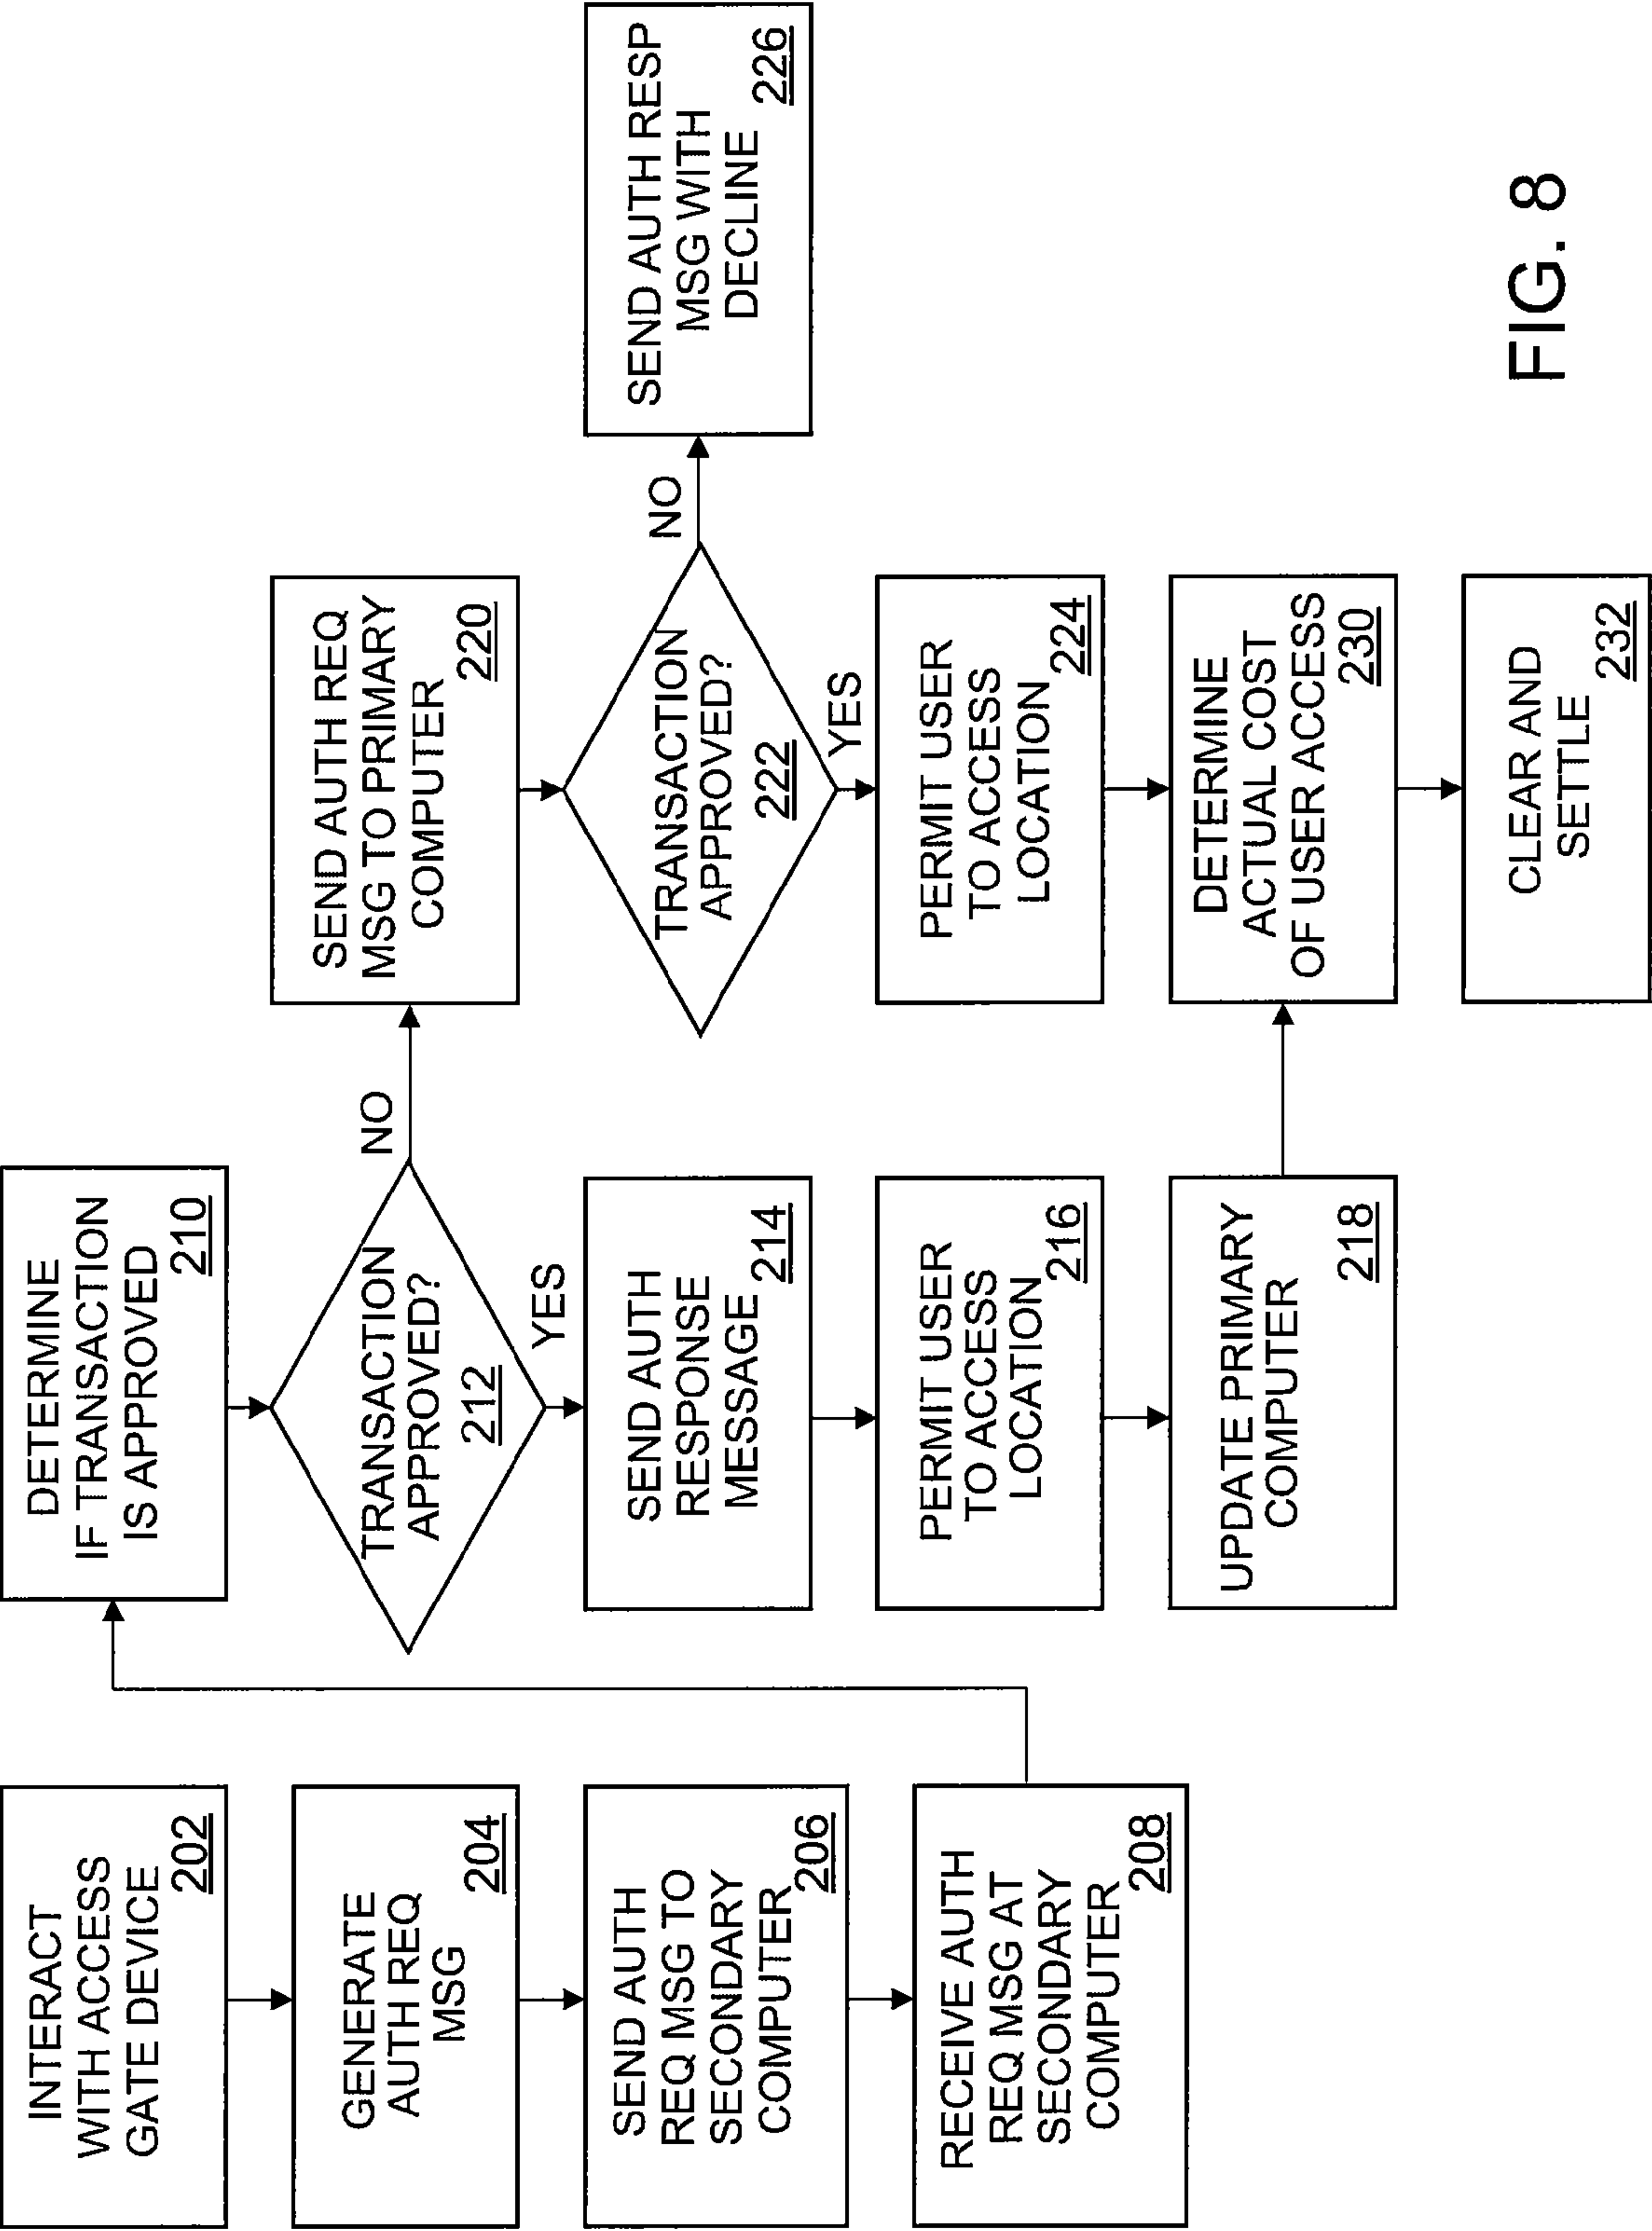 INTERACT
WITH ACCESS
GATE DEVICE
202
GENERATE
AUTH REQ
MSG
204
SEND AUTH
REQ MSG TO
SECONDARY
COMPUTER
206
RECEIVE AUTH
REQ MSG AT
SECONDARY
COMPUTER
208
DETERMINE
IF TRANSACTION
IS APPROVED
210
TRANSACTION
APPROVED?
212
NO
YES
SEND AUTH
RESPONSE
MESSAGE
214
PERMIT USER
TO ACCESS
LOCATION
216
UPDATE PRIMARY
COMPUTER
218
SEND AUTH REQ
MSG TO PRIMARY
COMPUTER
220
TRANSACTION
APPROVED?
222
NO
YES
PERMIT USER
TO ACCESS
LOCATION
224
SEND AUTH RESP
MSG WITH
DECLINE
226
DETERMINE
ACTUAL COST
OF USER ACCESS
230
CLEAR AND
SETTLE
232
FIG. 8